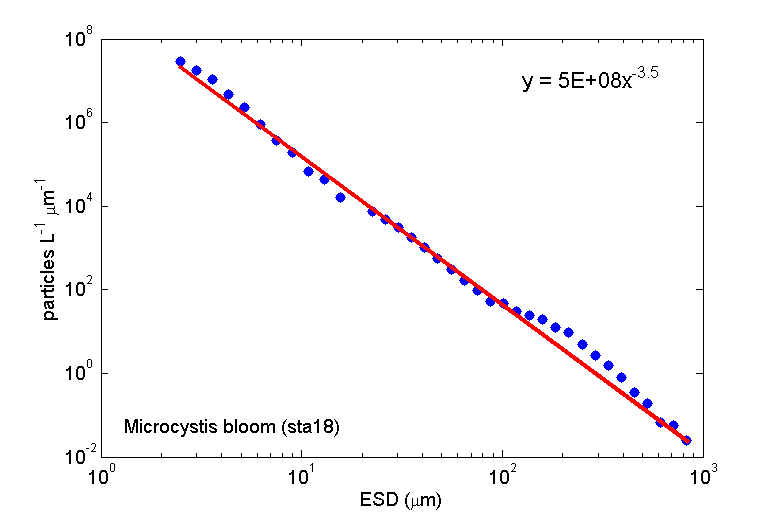 10^8
y = 5E+08x^-3.5
10^6
10^4
10^2
10^0
10^-2
particles L^-1 μm^-1
Microcystis bloom (sta18)
10^0 10^1 10^2 10^3
ESD (μm)